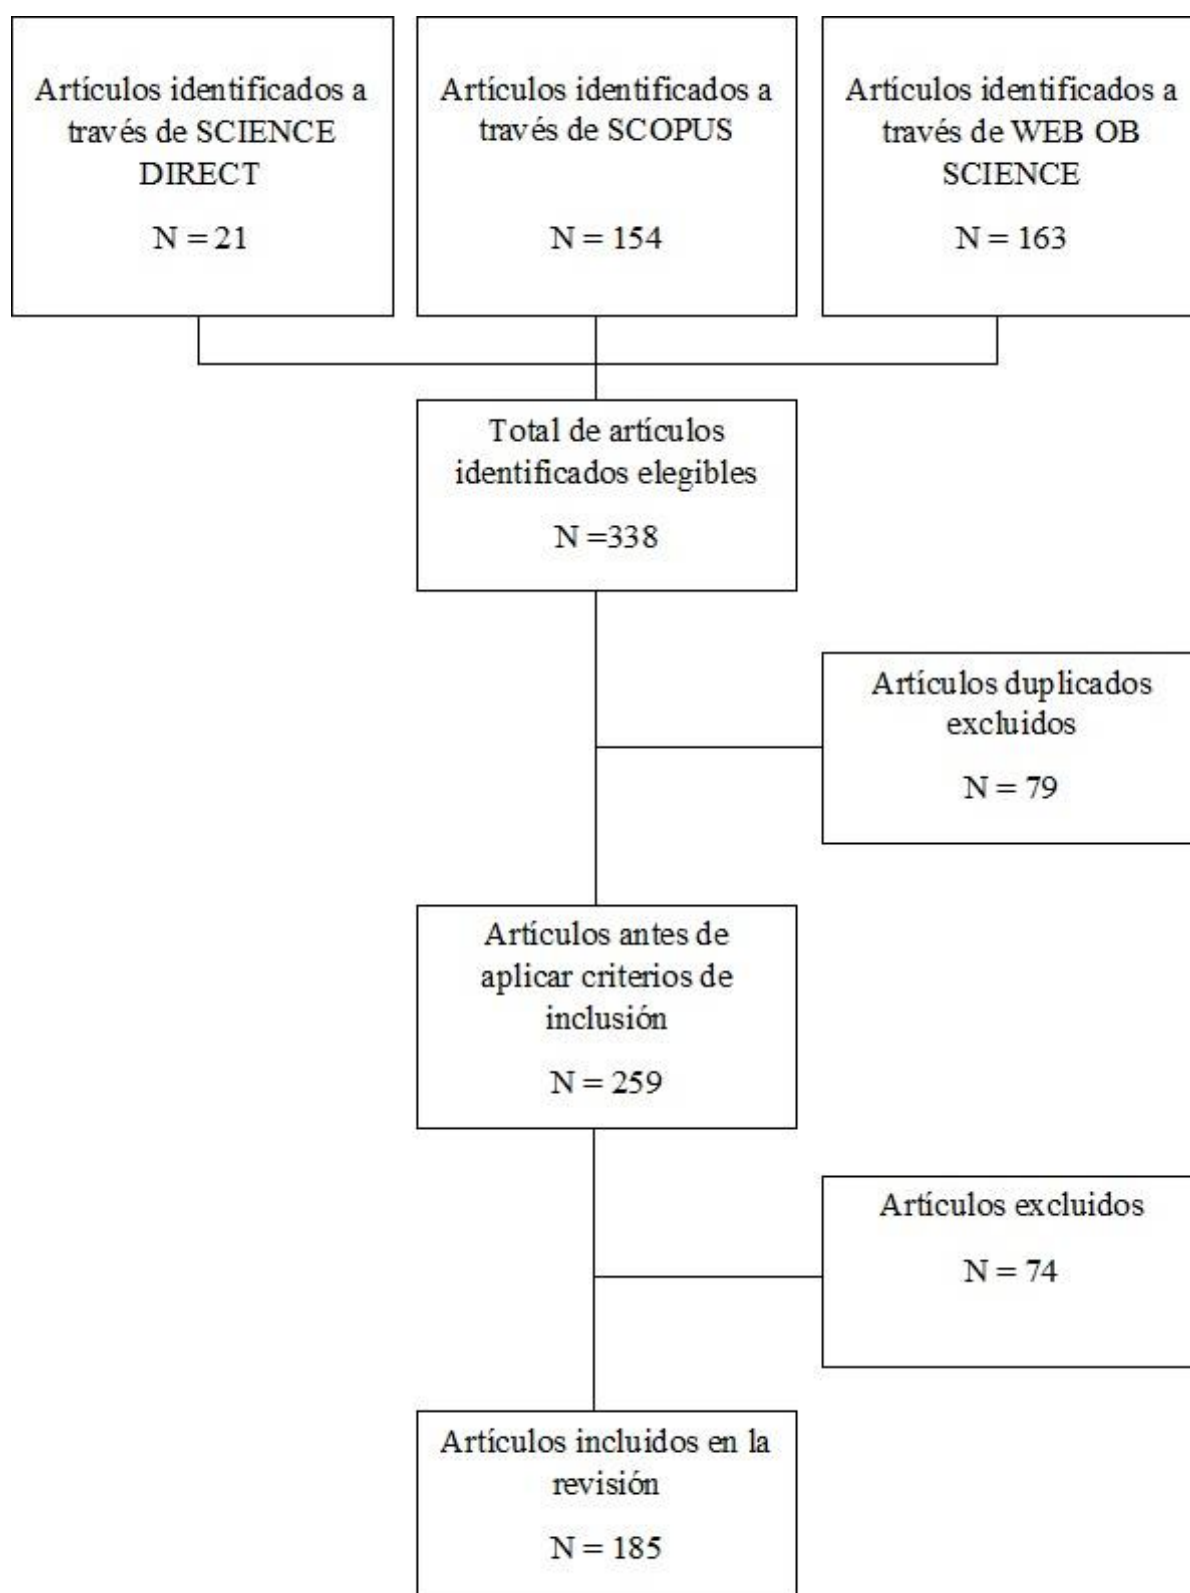 Artículos identificados a
través de SCIENCE
DIRECT
N = 21
Artículos identificados a
través de SCOPUS
N = 154
Artículos identificados a
través de WEB OB
SCIENCE
N = 163
Total de artículos
identificados elegibles
N =338
Artículos duplicados
excluidos
N = 79
Artículos antes de
aplicar criterios de
inclusión
N = 259
Artículos excluidos
N = 74
Artículos incluidos en la
revisión
N = 185